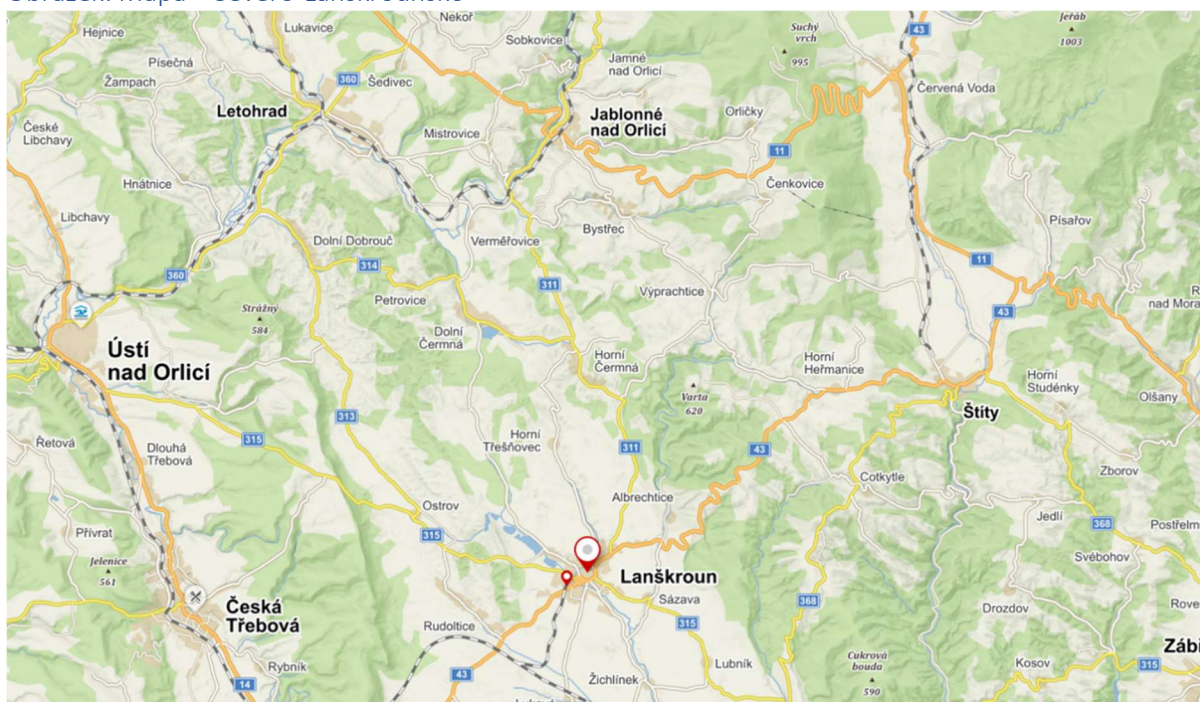 Hejnice
Lukavice
Nekoř
Sobkovice
Suchý
vrch
995
43
Jeřáb
1003
Písečná
Žampach
360
Šedivec
Jamné
nad Orlicí
Červená Voda
Letohrad
Jablonné
nad Orlicí
Orličky
České
Libchavy
Mistrovice
11
Hnátnice
Čenkovice
Libchavy
Bystřec
Písařov
Dolní Dobrouč
Verměřovice
360
314
11
311
Petrovice
Výprachtice
nad Mora
Strážný
584
43
Dolní
Čermná
Ústí
nad Orlicí
Horní
Čermná
Horní
Heřmanice
Horní
Studénky
Varta
620
Olšany
313
Štíty
315
Řetová
Dlouhá
Třebová
Horní
Třešňovec
311
43
Zborov
Cotkytle
Albrechtice
Ostrov
Jedlí
368
Postřelm
Přívrat
315
Svébohov
Jelenice
561
Lanškroun
368
Sázava
Drozdov
Rove
Česká
Třebová
Rudoltice
315
Zábř
Rybník
Lubník
Cukrová
bouda
590
Kosov
315
43
14
Žichlínek